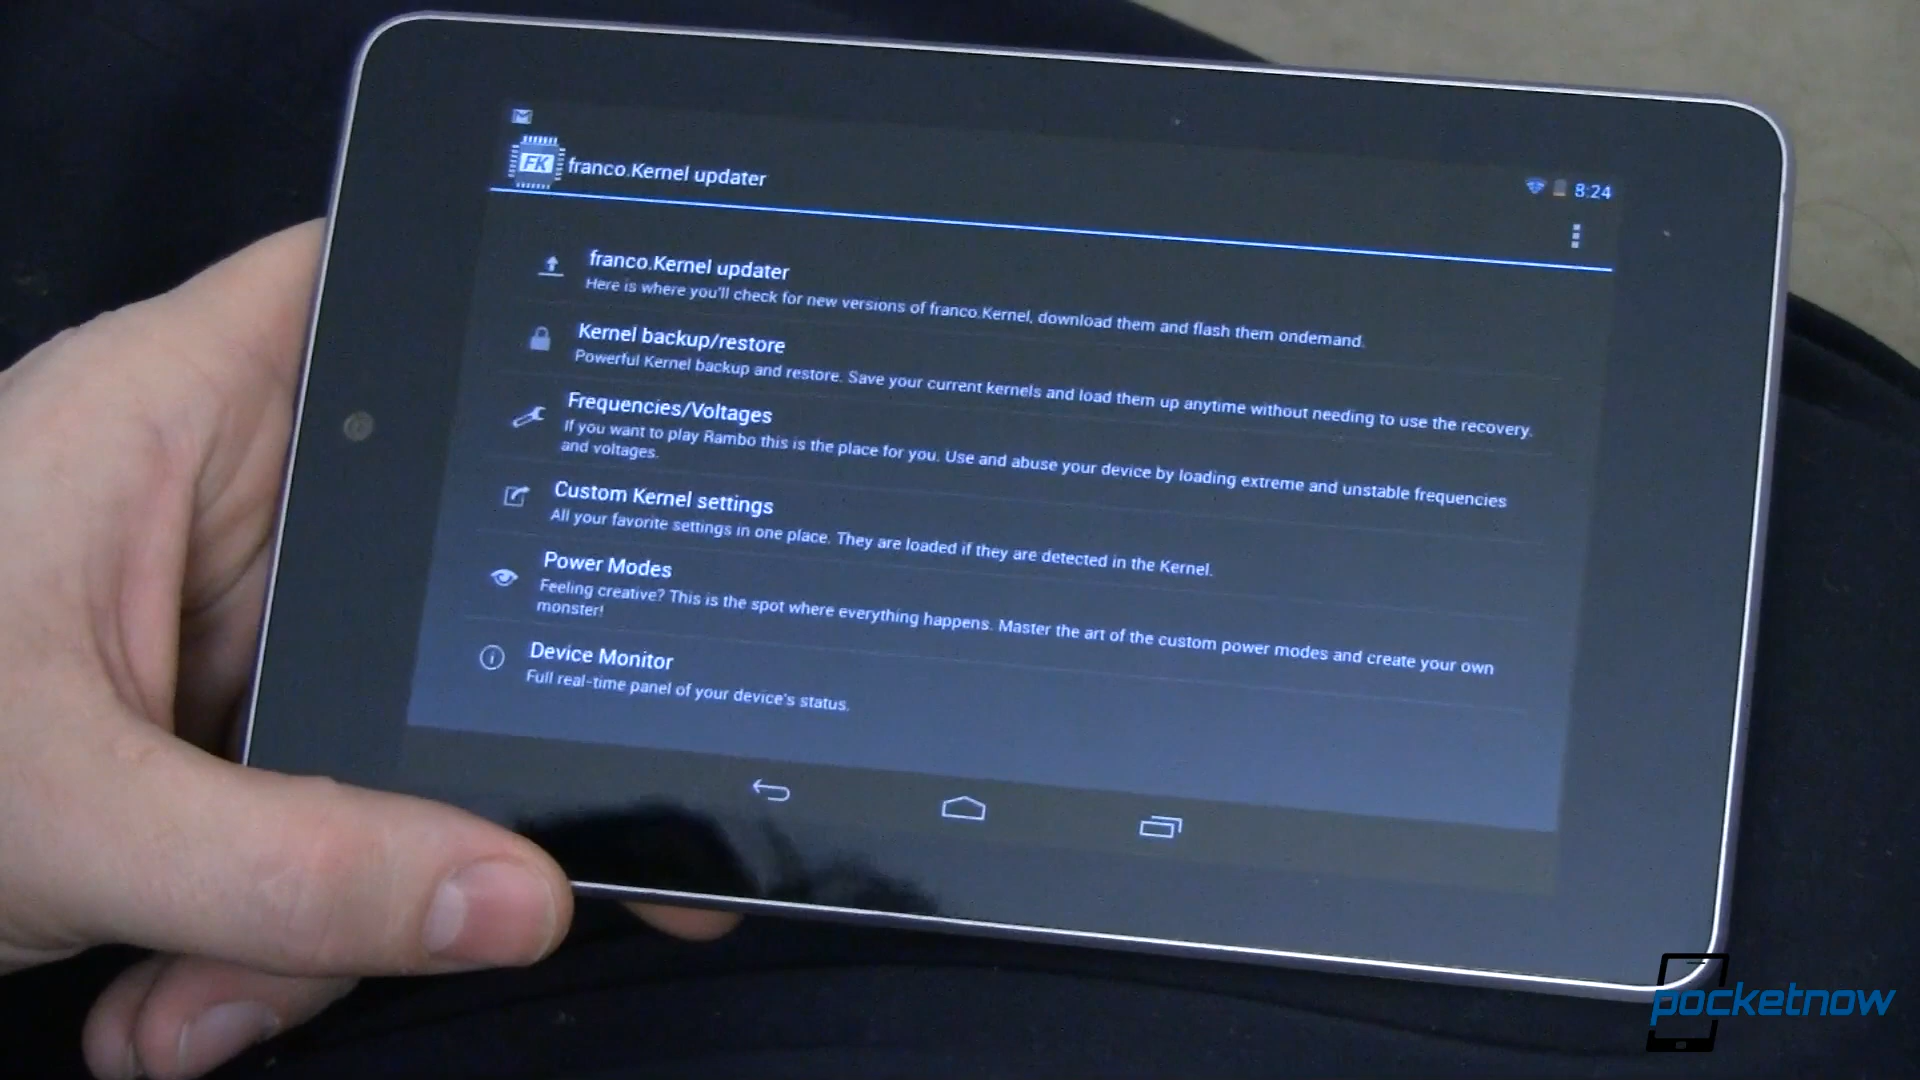 FK
franco.Kernel updater
8:24
franco.Kernel updater
Here is where you'll check for new versions of franco.Kernel, download them and flash them ondemand.
Kernel backup/restore
Powerful Kernel backup and restore. Save your current kernels and load them up anytime without needing to use the recovery.
Frequencies/Voltages
If you want to play Rambo this is the place for you. Use and abuse your device by loading extreme and unstable frequencies
and voltages.
Custom Kernel settings
All your favorite settings in one place. They are loaded if they are detected in the Kernel.
Power Modes
Feeling creative? This is the spot where everything happens. Master the art of the custom power modes and create your own
monster!
Device Monitor
Full real-time panel of your device's status.
pocketnow